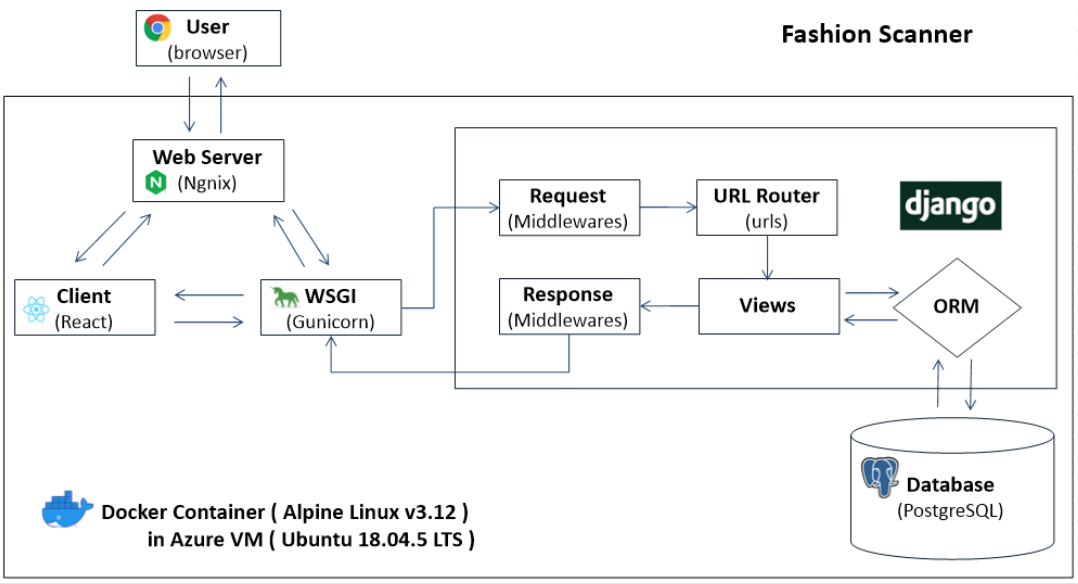 User
(browser)
Fashion Scanner
Web Server
(Ngnix)
Request
(Middlewares)
URL Router
(urls)
django
Client
(React)
WSGI
(Gunicorn)
Response
(Middlewares)
Views
ORM
Database
(PostgreSQL)
Docker Container ( Alpine Linux v3.12 )
in Azure VM ( Ubuntu 18.04.5 LTS )